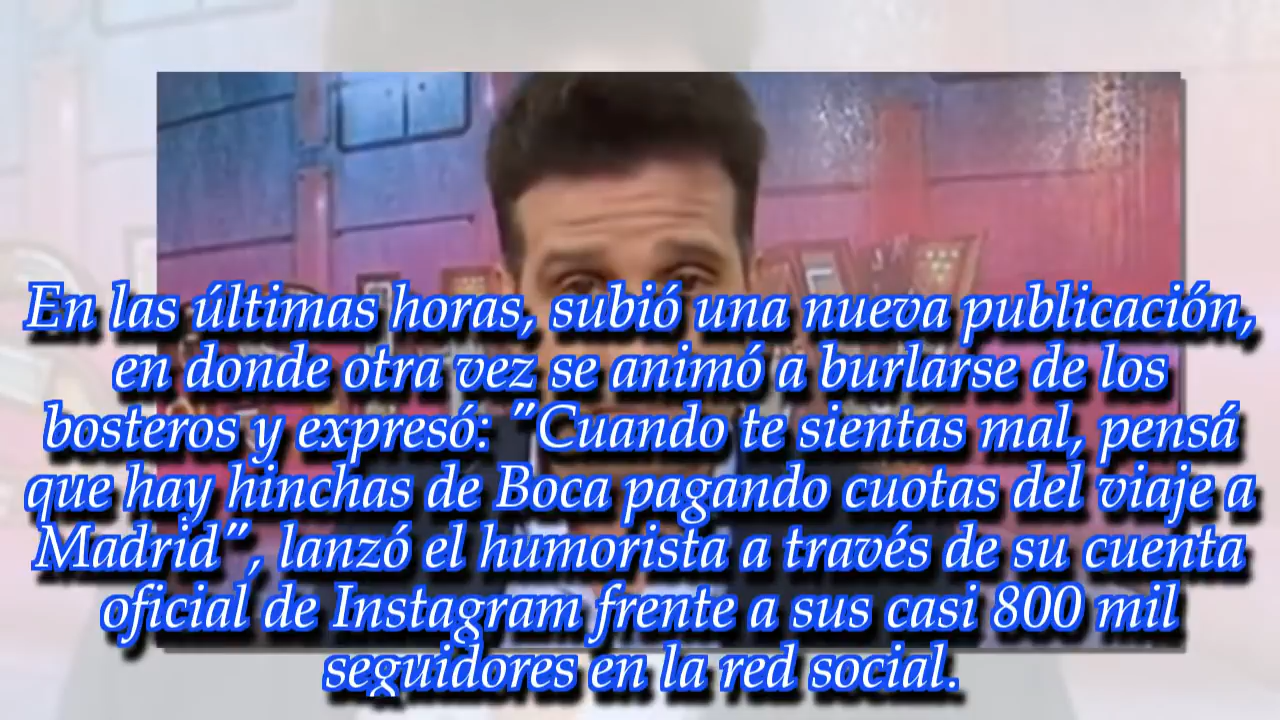 En las últimas horas, subió una nueva publicación,
en donde otra vez se animó a burlarse de los
bosteros y expresó: "Cuando te sientas mal, pensá
que hay hinchas de Boca pagando cuotas del viaje a
Madrid", lanzó el humorista a través de su cuenta
oficial de Instagram frente a sus casi 800 mil
seguidores en la red social.